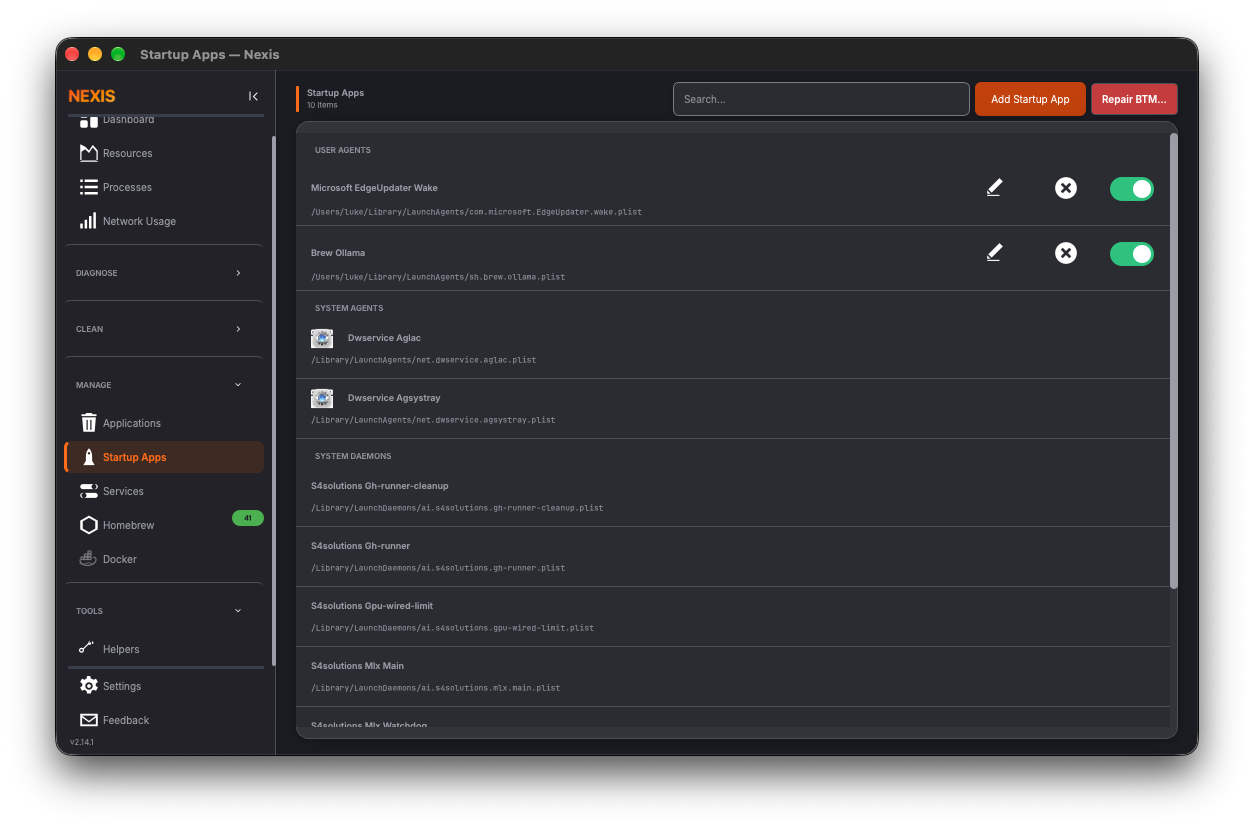 Startup Apps — Nexis
NEXIS
Dashboard
Resources
Processes
Network Usage
DIAGNOSE
CLEAN
MANAGE
Applications
Startup Apps
Services
Homebrew
41
Docker
TOOLS
Helpers
Settings
Feedback
v2.14.1
Startup Apps
10 Items
Search...
Add Startup App
Repair BTM...
USER AGENTS
Microsoft EdgeUpdater Wake
/Users/luke/Library/LaunchAgents/com.microsoft.EdgeUpdater.wake.plist
Brew Ollama
/Users/luke/Library/LaunchAgents/sh.brew.ollama.plist
SYSTEM AGENTS
Dwservice Aglac
/Library/LaunchAgents/net.dwservice.aglac.plist
Dwservice Agsystray
/Library/LaunchAgents/net.dwservice.agsystray.plist
SYSTEM DAEMONS
S4solutions Gh-runner-cleanup
/Library/LaunchDaemons/ai.s4solutions.gh-runner-cleanup.plist
S4solutions Gh-runner
/Library/LaunchDaemons/ai.s4solutions.gh-runner.plist
S4solutions Gpu-wired-limit
/Library/LaunchDaemons/ai.s4solutions.gpu-wired-limit.plist
S4solutions Mlx Main
/Library/LaunchDaemons/ai.s4solutions.mlx.main.plist
S4solutions Mlx Watchdog